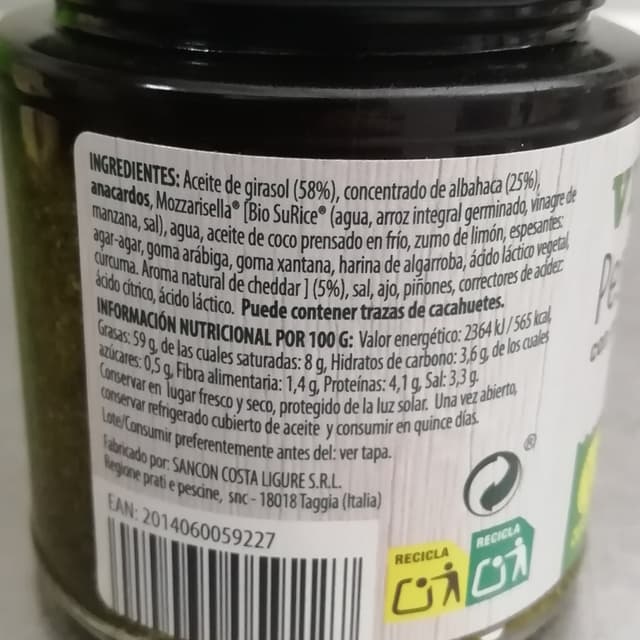 INGREDIENTES: Aceite de girasol (58%), concentrado de albahaca (25%),
anacardos, Mozzarisella® [Bio SuRice® (agua, arroz integral germinado, vinagre de
manzana, sal), agua, aceite de coco prensado en frío, zumo de limón, espesantes:
agar-agar, goma arábiga, goma xantana, harina de algarroba, ácido láctico vegetal,
cúrcuma. Aroma natural de cheddar ] (5%), sal, ajo, piñones, correctores de acidez:
ácido cítrico, ácido láctico. Puede contener trazas de cacahuetes.
INFORMACIÓN NUTRICIONAL POR 100 G: Valor energético: 2364 kJ / 565 kcal,
Grasas: 59 g, de las cuales saturadas: 8 g, Hidratos de carbono: 3,6 g, de los cuales
azúcares: 0,5 g, Fibra alimentaria: 1,4 g, Proteínas: 4,1 g, Sal: 3,3 g.
Conservar en lugar fresco y seco, protegido de la luz solar. Una vez abierto,
conservar refrigerado cubierto de aceite y consumir en quince días.
Lote/Consumir preferentemente antes del: ver tapa.
Fabricado por: SANCON COSTA LIGURE S.R.L.
Regione prati e pescine, snc - 18018 Taggia (Italia)
EAN: 2014060059227
®
RECICLA
RECICLA